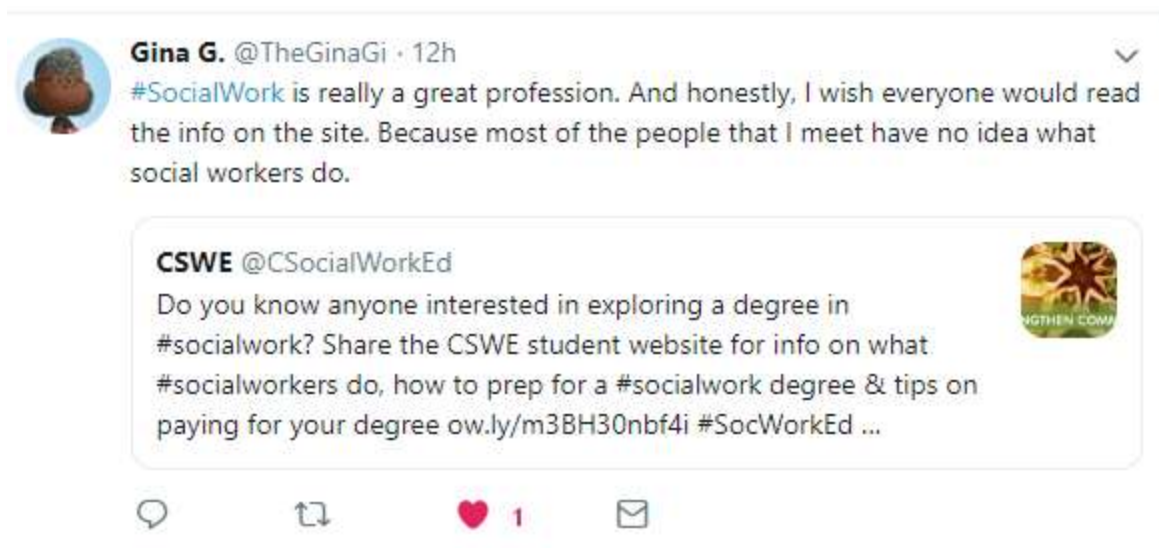 Gina G. @TheGinaGi · 12h
#SocialWork is really a great profession. And honestly, I wish everyone would read
the info on the site. Because most of the people that I meet have no idea what
social workers do.
CSWE @CSocialWorkEd
Do you know anyone interested in exploring a degree in
#socialwork? Share the CSWE student website for info on what
#socialworkers do, how to prep for a #socialwork degree & tips on
paying for your degree ow.ly/m3BH30nbf4i #SocWorkEd ...
NGTHEN COMM
1